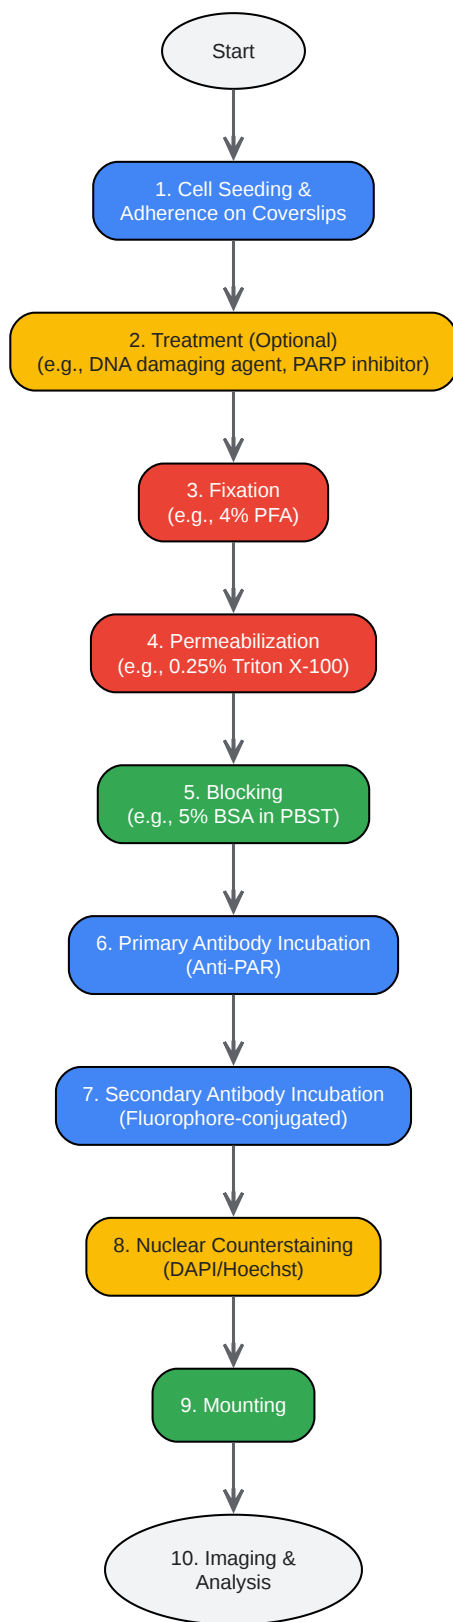 Start
1. Cell Seeding &
Adherence on Coverslips
2. Treatment (Optional)
(e.g., DNA damaging agent, PARP inhibitor)
3. Fixation
(e.g., 4% PFA)
4. Permeabilization
(e.g., 0.25% Triton X-100)
5. Blocking
(e.g., 5% BSA in PBST)
6. Primary Antibody Incubation
(Anti-PAR)
7. Secondary Antibody Incubation
(Fluorophore-conjugated)
8. Nuclear Counterstaining
(DAPI/Hoechst)
9. Mounting
10. Imaging &
Analysis